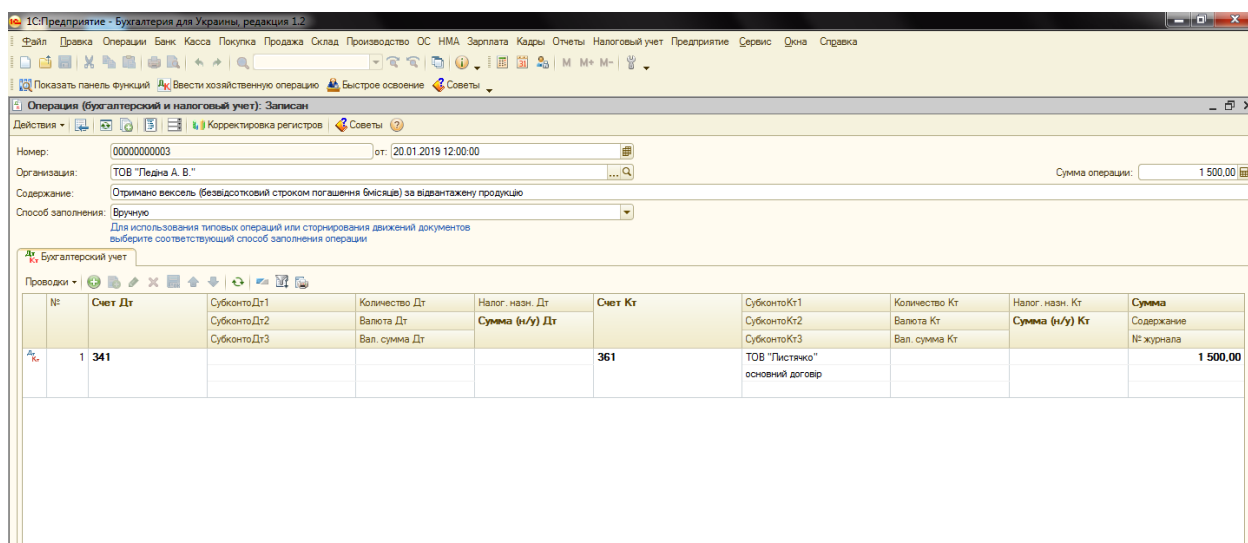 1С:Предприятие - Бухгалтерия для Украины, редакция 1.2
Файл Правка Операции Банк Касса Покупка Продажа Склад Производство ОС НМА Зарплата Кадры Отчеты Налоговый учет Предприятие Сервис Окна Справка
M M+ M-
Показать панель функций Ввести хозяйственную операцию Быстрое освоение Советы
Операция (бухгалтерский и налоговый учет): Записан
Действия Корректировка регистров Советы
Номер: 00000000003 от: 20.01.2019 12:00:00
Организация: ТОВ "Ледіна А. В." Сумма операции: 1 500,00
Содержание: Отримано вексель (безвідсотковий строком погашення 6місяців) за відвантажену продукцію
Способ заполнения: Вручную
Для использования типовых операций или сторнирования движений документов
выберите соответствующий способ заполнения операции
Дт Кт Бухгалтерский учет
Проводки
№ Счет Дт СубконтоДт1 Количество Дт Налог. назн. Дт Счет Кт СубконтоКт1 Количество Кт Налог. назн. Кт Сумма
СубконтоДт2 Валюта Дт Сумма (н/у) Дт СубконтоКт2 Валюта Кт Сумма (н/у) Кт Содержание
СубконтоДт3 Вал. сумма Дт СубконтоКт3 Вал. сумма Кт № журнала
Дт Кт 1 341 361 ТОВ "Листячко" 1 500,00
основний договір